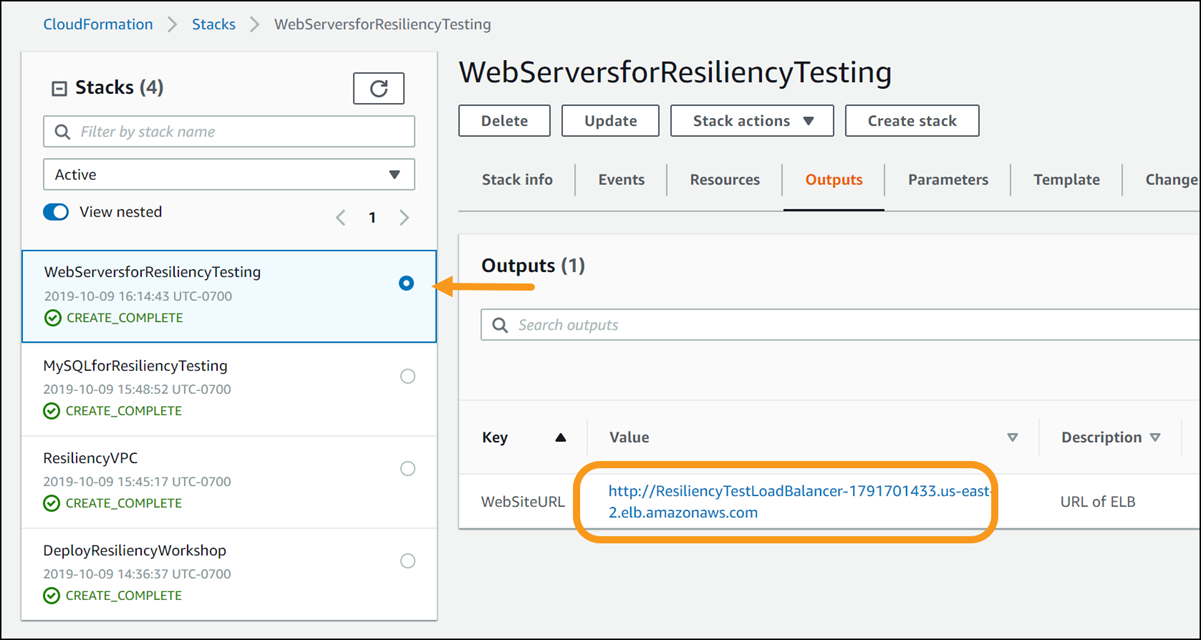 CloudFormation > Stacks > WebServersforResiliencyTesting
Stacks (4)
Filter by stack name
Active
View nested
< 1 >
WebServersforResiliencyTesting
2019-10-09 16:14:43 UTC-0700
CREATE_COMPLETE
MySQLforResiliencyTesting
2019-10-09 15:48:52 UTC-0700
CREATE_COMPLETE
ResiliencyVPC
2019-10-09 15:45:17 UTC-0700
CREATE_COMPLETE
DeployResiliencyWorkshop
2019-10-09 14:36:37 UTC-0700
CREATE_COMPLETE
WebServersforResiliencyTesting
Delete Update Stack actions Create stack
Stack info Events Resources Outputs Parameters Template Change
Outputs (1)
Search outputs
Key Value Description
WebSiteURL http://ResiliencyTestLoadBalancer-1791701433.us-east-
2.elb.amazonaws.com URL of ELB